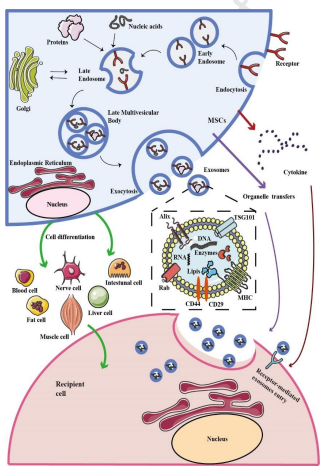 Nucleic acids
Proteins
Early
Endosome
Receptor
Late
Endosome
Golgi
Endocytosis
Late Multivesicular
Body
MSCs
Cytokine
Endoplasmic Reticulum
Exosomes
Nucleus
Exocytosis
Organelle transfers
Cell differentiation
Alix
TSG101
DNA
Enzymes
RNA
Lipis
Rab
MHC
CD44
CD29
Blood cell
Nerve cell
Intestunal cell
Fat cell
Liver cell
Muscle cell
Receptor-mediated
exosomes entry
Recipient
cell
Nucleus